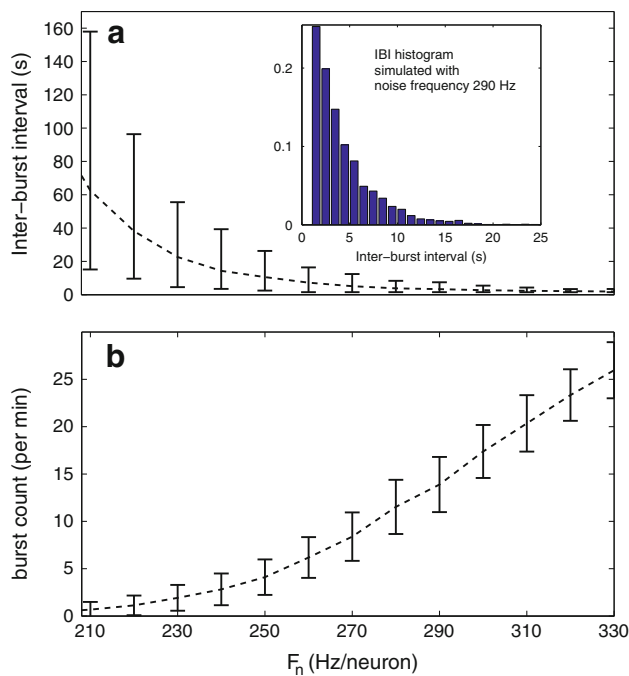 a
Inter−burst interval (s)
160
140
120
100
80
60
40
20
0
IBI histogram
simulated with
noise frequency 290 Hz
0.2
0.1
0
0 5 10 15 20 25
Inter−burst interval (s)
b
burst count (per min)
25
20
15
10
5
0
210 230 250 270 290 310 330
Fn (Hz/neuron)